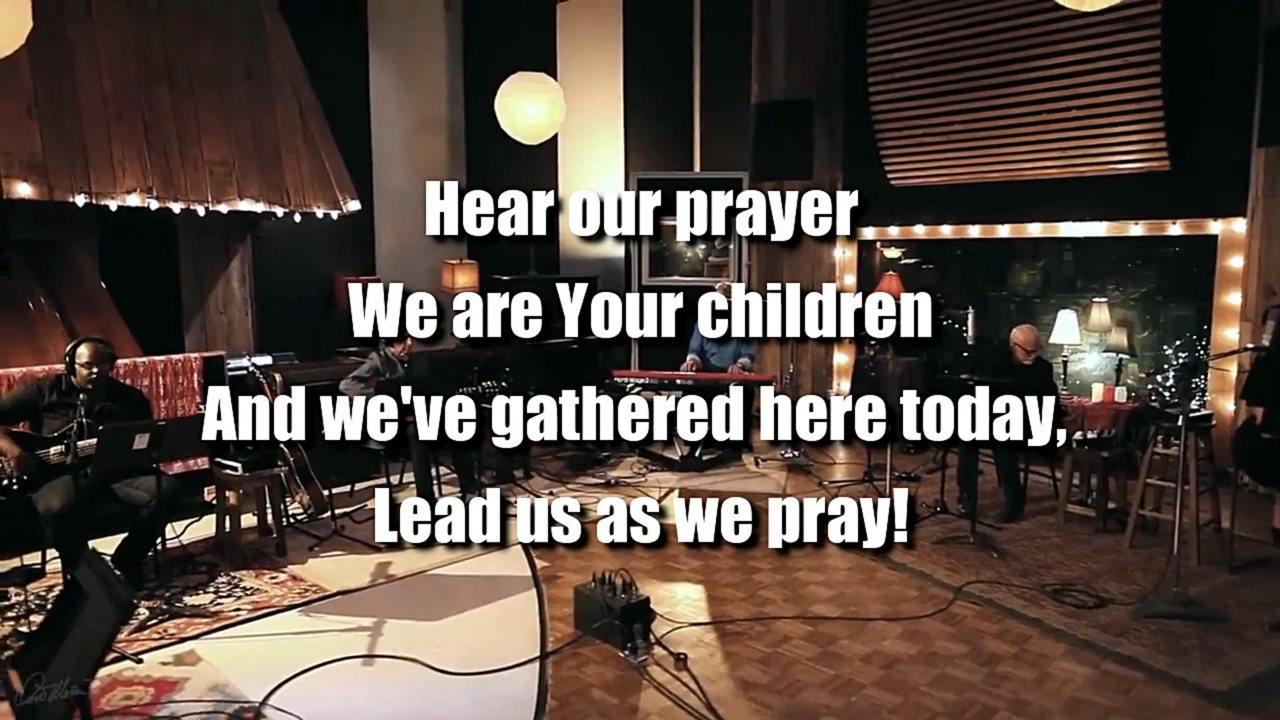 Hear our prayer
We are Your children
And we've gathered here today,
Lead us as we pray!